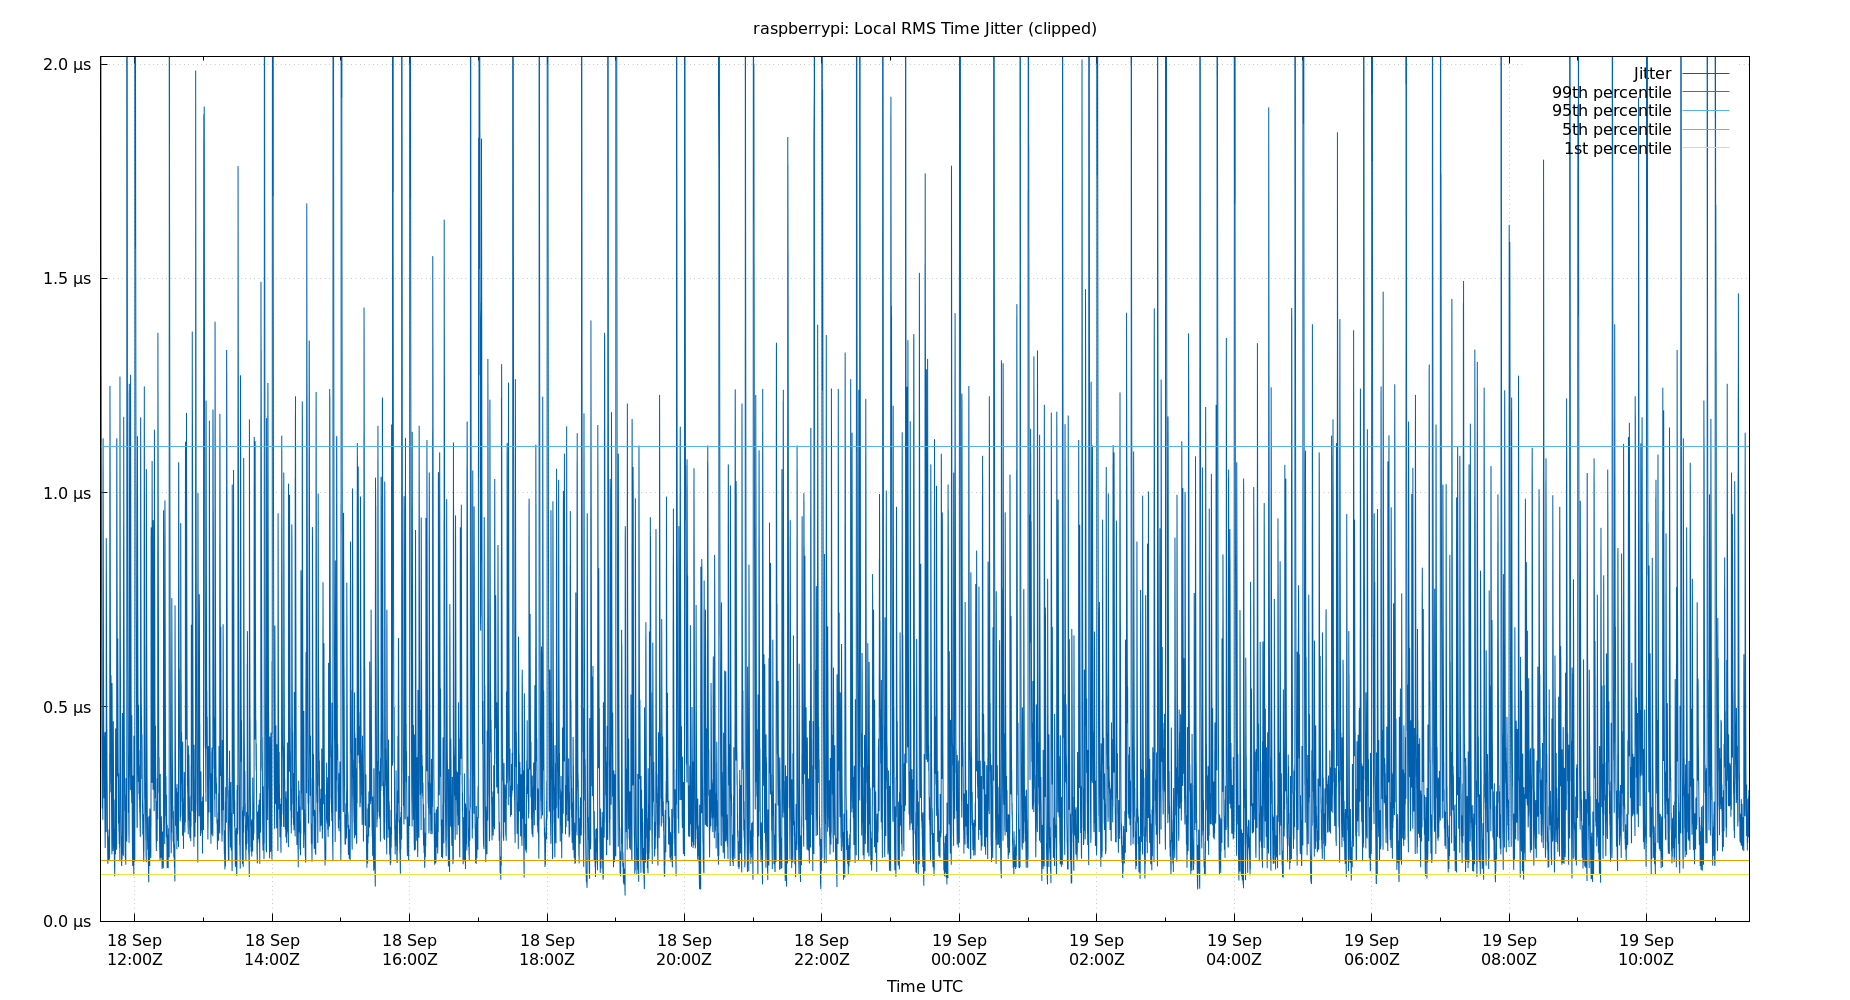 raspberrypi: Local RMS Time Jitter (clipped)
2.0 µs
1.5 µs
1.0 µs
0.5 µs
0.0 µs
Jitter
99th percentile
95th percentile
5th percentile
1st percentile
18 Sep 18 Sep 18 Sep 18 Sep 18 Sep 18 Sep 19 Sep 19 Sep 19 Sep 19 Sep 19 Sep 19 Sep
12:00Z 14:00Z 16:00Z 18:00Z 20:00Z 22:00Z 00:00Z 02:00Z 04:00Z 06:00Z 08:00Z 10:00Z
Time UTC